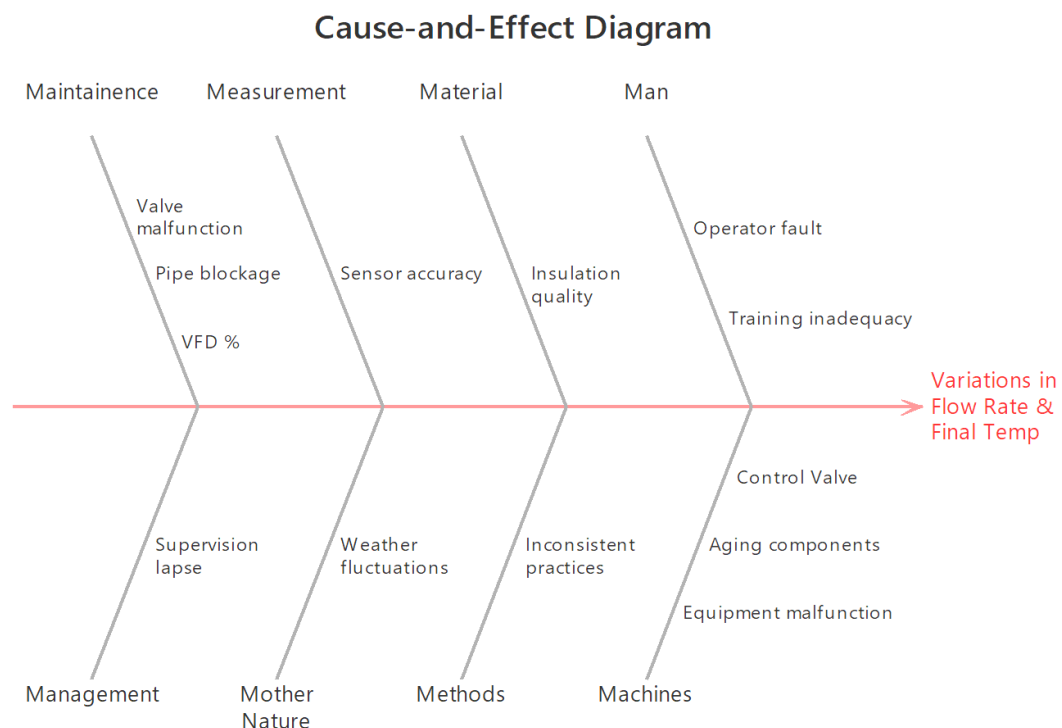 Cause-and-Effect Diagram
Maintainence
Measurement
Material
Man
Valve
malfunction
Pipe blockage
VFD %
Sensor accuracy
Insulation
quality
Operator fault
Training inadequacy
Variations in
Flow Rate &
Final Temp
Supervision
lapse
Weather
fluctuations
Inconsistent
practices
Control Valve
Aging components
Equipment malfunction
Management
Mother
Nature
Methods
Machines